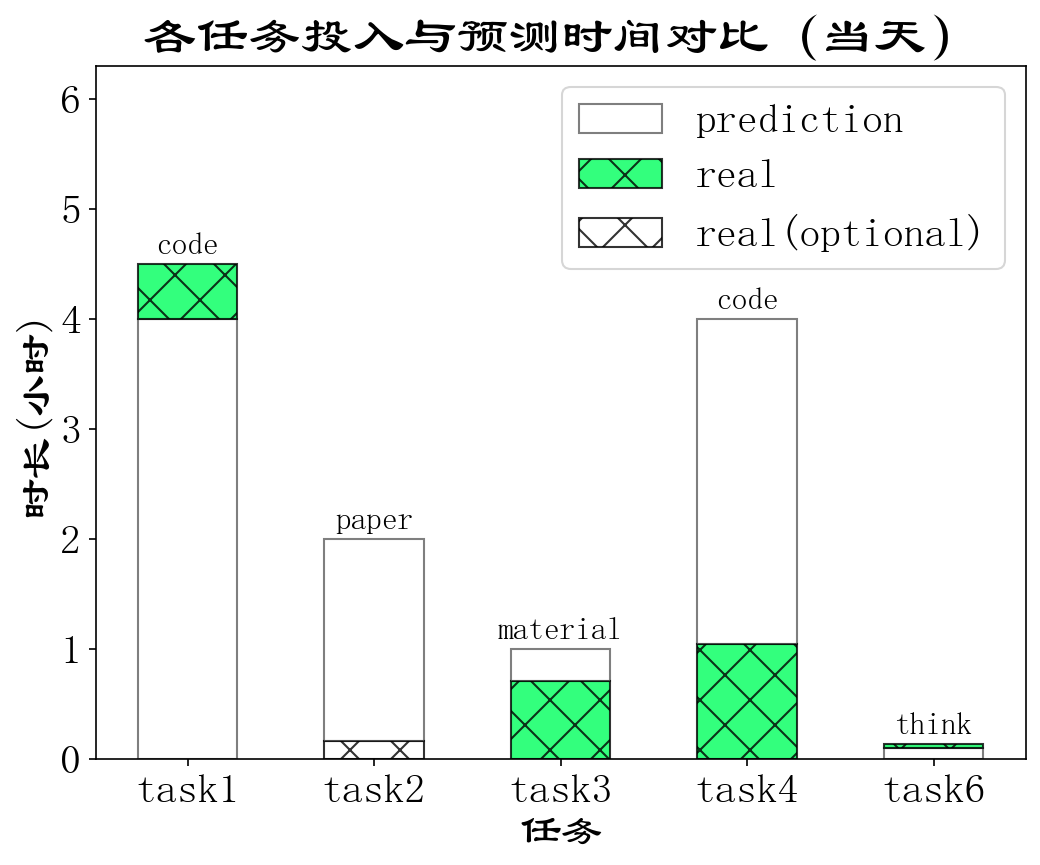 各任务投入与预测时间对比 (当天)
prediction
real
real(optional)
时长(小时)
6
5
4
3
2
1
0
code
paper
material
code
think
task1 task2 task3 task4 task6
任务